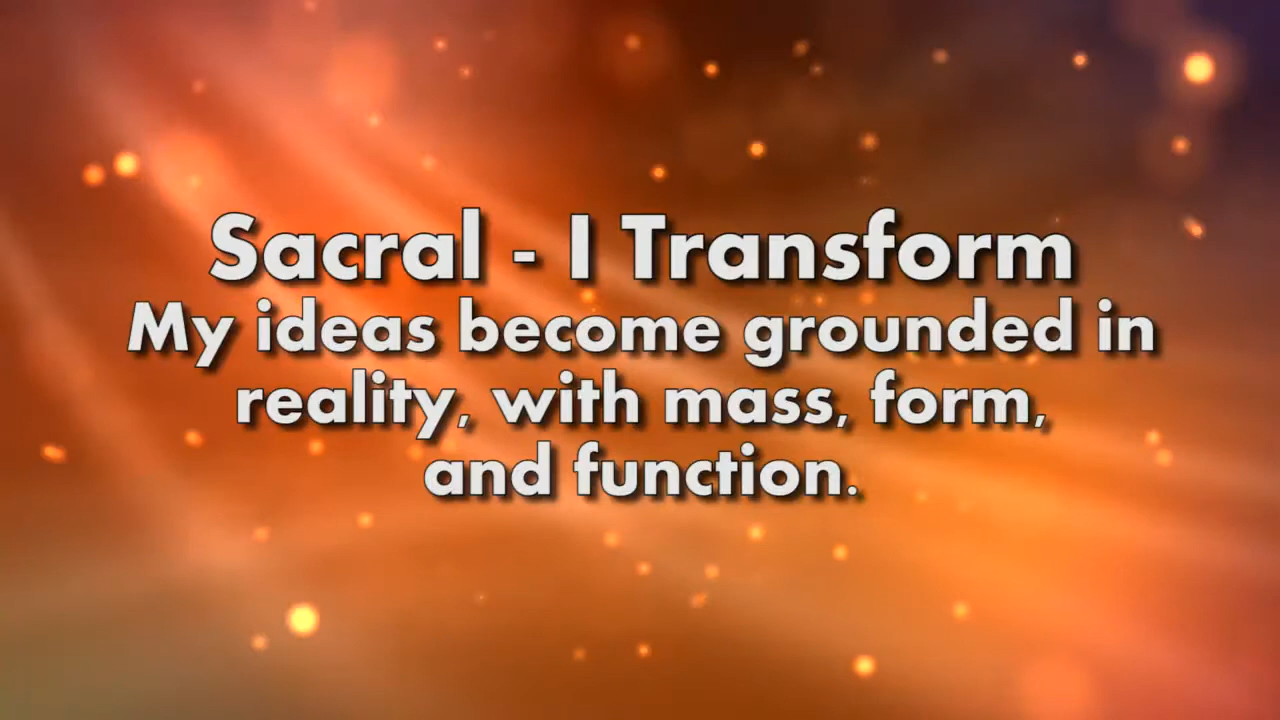 Sacral - I Transform
My ideas become grounded in
reality, with mass, form,
and function.